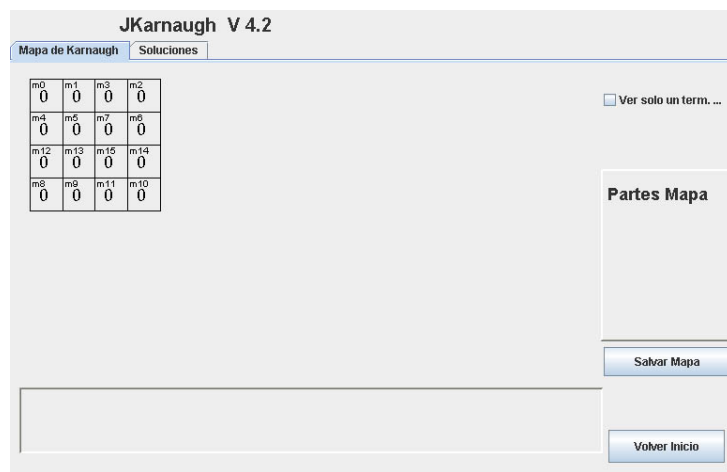 JKarnaugh V 4.2
Mapa de Karnaugh Soluciones
m0 m1 m3 m2
0 0 0 0
m4 m5 m7 m6
0 0 0 0
m12 m13 m15 m14
0 0 0 0
m8 m9 m11 m10
0 0 0 0
Ver solo un term. ...
Partes Mapa
Salvar Mapa
Volver Inicio